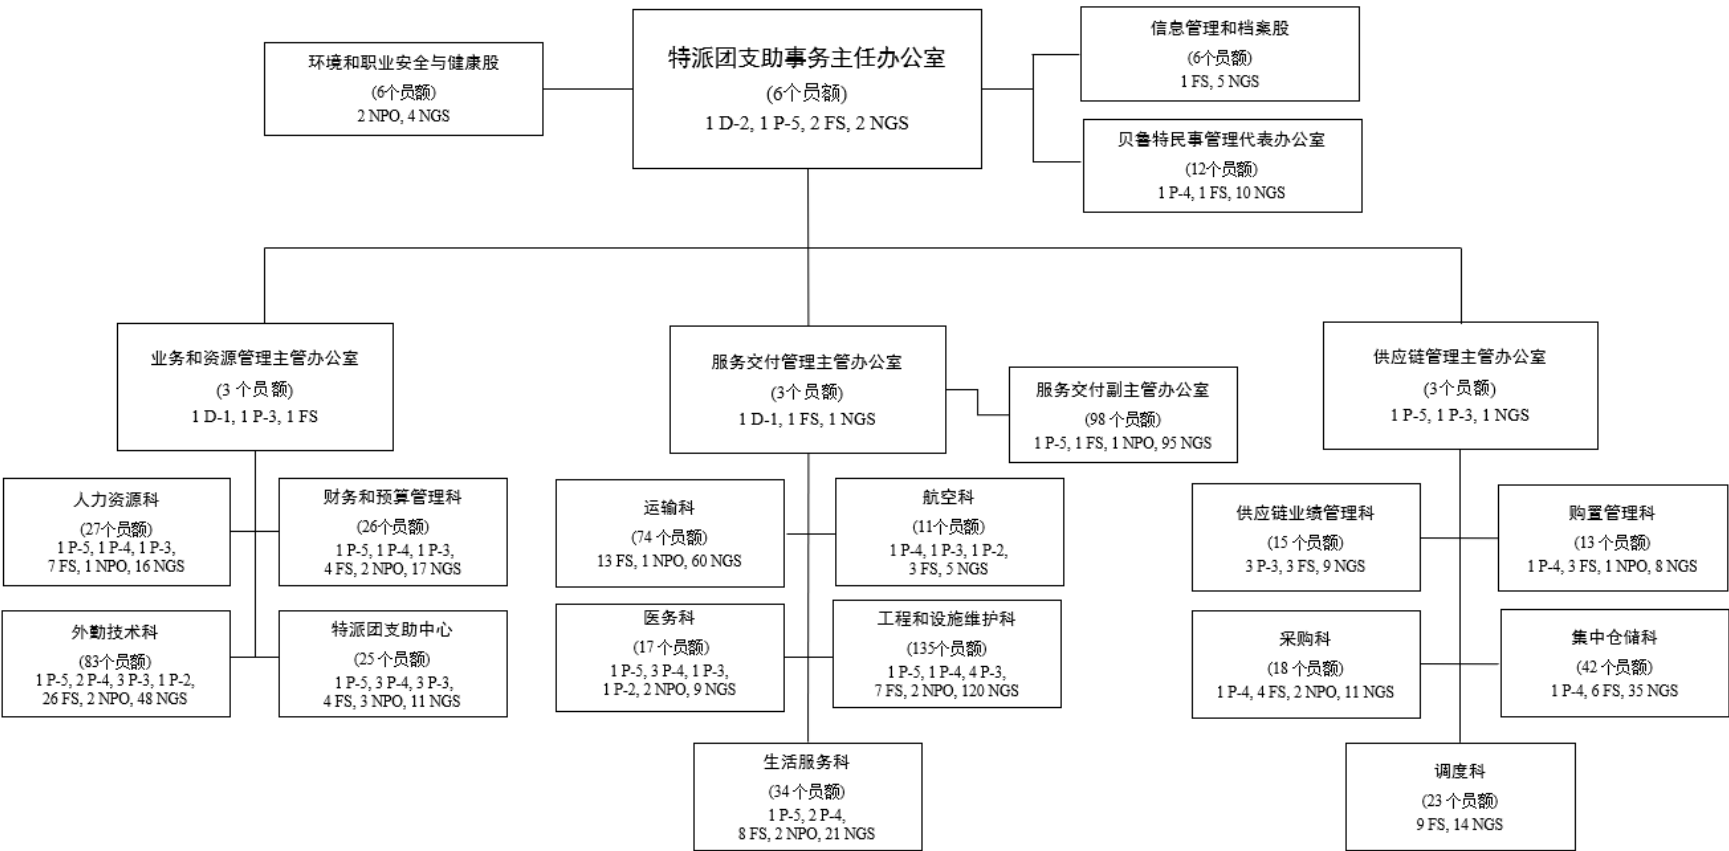 特派团支助事务主任办公室
(6个员额)
1 D-2, 1 P-5, 2 FS, 2 NGS
环境和职业安全与健康股
(6个员额)
2 NPO, 4 NGS
信息管理和档案股
(6个员额)
1 FS, 5 NGS
贝鲁特民事管理代表办公室
(12个员额)
1 P-4, 1 FS, 10 NGS
业务和资源管理主管办公室
(3 个员额)
1 D-1, 1 P-3, 1 FS
服务交付管理主管办公室
(3个员额)
1 D-1, 1 FS, 1 NGS
服务交付副主管办公室
(98 个员额)
1 P-5, 1 FS, 1 NPO, 95 NGS
供应链管理主管办公室
(3个员额)
1 P-5, 1 P-3, 1 NGS
人力资源科
(27个员额)
1 P-5, 1 P-4, 1 P-3,
7 FS, 1 NPO, 16 NGS
财务和预算管理科
(26个员额)
1 P-5, 1 P-4, 1 P-3,
4 FS, 2 NPO, 17 NGS
外勤技术科
(83个员额)
1 P-5, 2 P-4, 3 P-3, 1 P-2,
26 FS, 2 NPO, 48 NGS
特派团支助中心
(25 个员额)
1 P-5, 3 P-4, 3 P-3,
4 FS, 3 NPO, 11 NGS
运输科
(74 个员额)
13 FS, 1 NPO, 60 NGS
航空科
(11个员额)
1 P-4, 1 P-3, 1 P-2,
3 FS, 5 NGS
医务科
(17 个员额)
1 P-5, 3 P-4, 1 P-3,
1 P-2, 2 NPO, 9 NGS
工程和设施维护科
(135个员额)
1 P-5, 1 P-4, 4 P-3,
7 FS, 2 NPO, 120 NGS
生活服务科
(34 个员额)
1 P-5, 2 P-4,
8 FS, 2 NPO, 21 NGS
供应链业绩管理科
(15 个员额)
3 P-3, 3 FS, 9 NGS
购置管理科
(13 个员额)
1 P-4, 3 FS, 1 NPO, 8 NGS
采购科
(18 个员额)
1 P-4, 4 FS, 2 NPO, 11 NGS
集中仓储科
(42 个员额)
1 P-4, 6 FS, 35 NGS
调度科
(23 个员额)
9 FS, 14 NGS